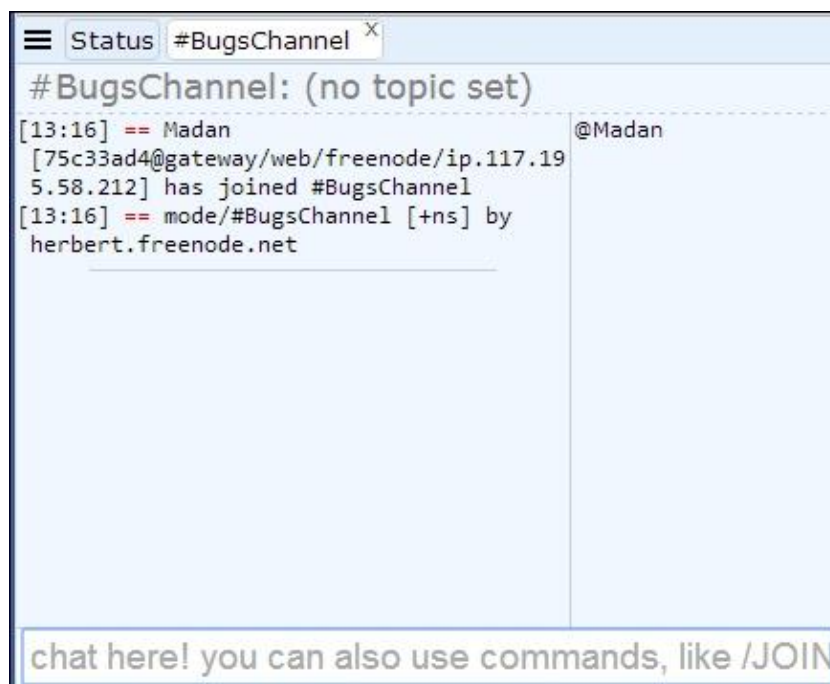 Status #BugsChannel X
#BugsChannel: (no topic set)
[13:16] == Madan
[75c33ad4@gateway/web/freenode/ip.117.19
5.58.212] has joined #BugsChannel
[13:16] == mode/#BugsChannel [+ns] by
herbert.freenode.net
@Madan
chat here! you can also use commands, like /JOIN